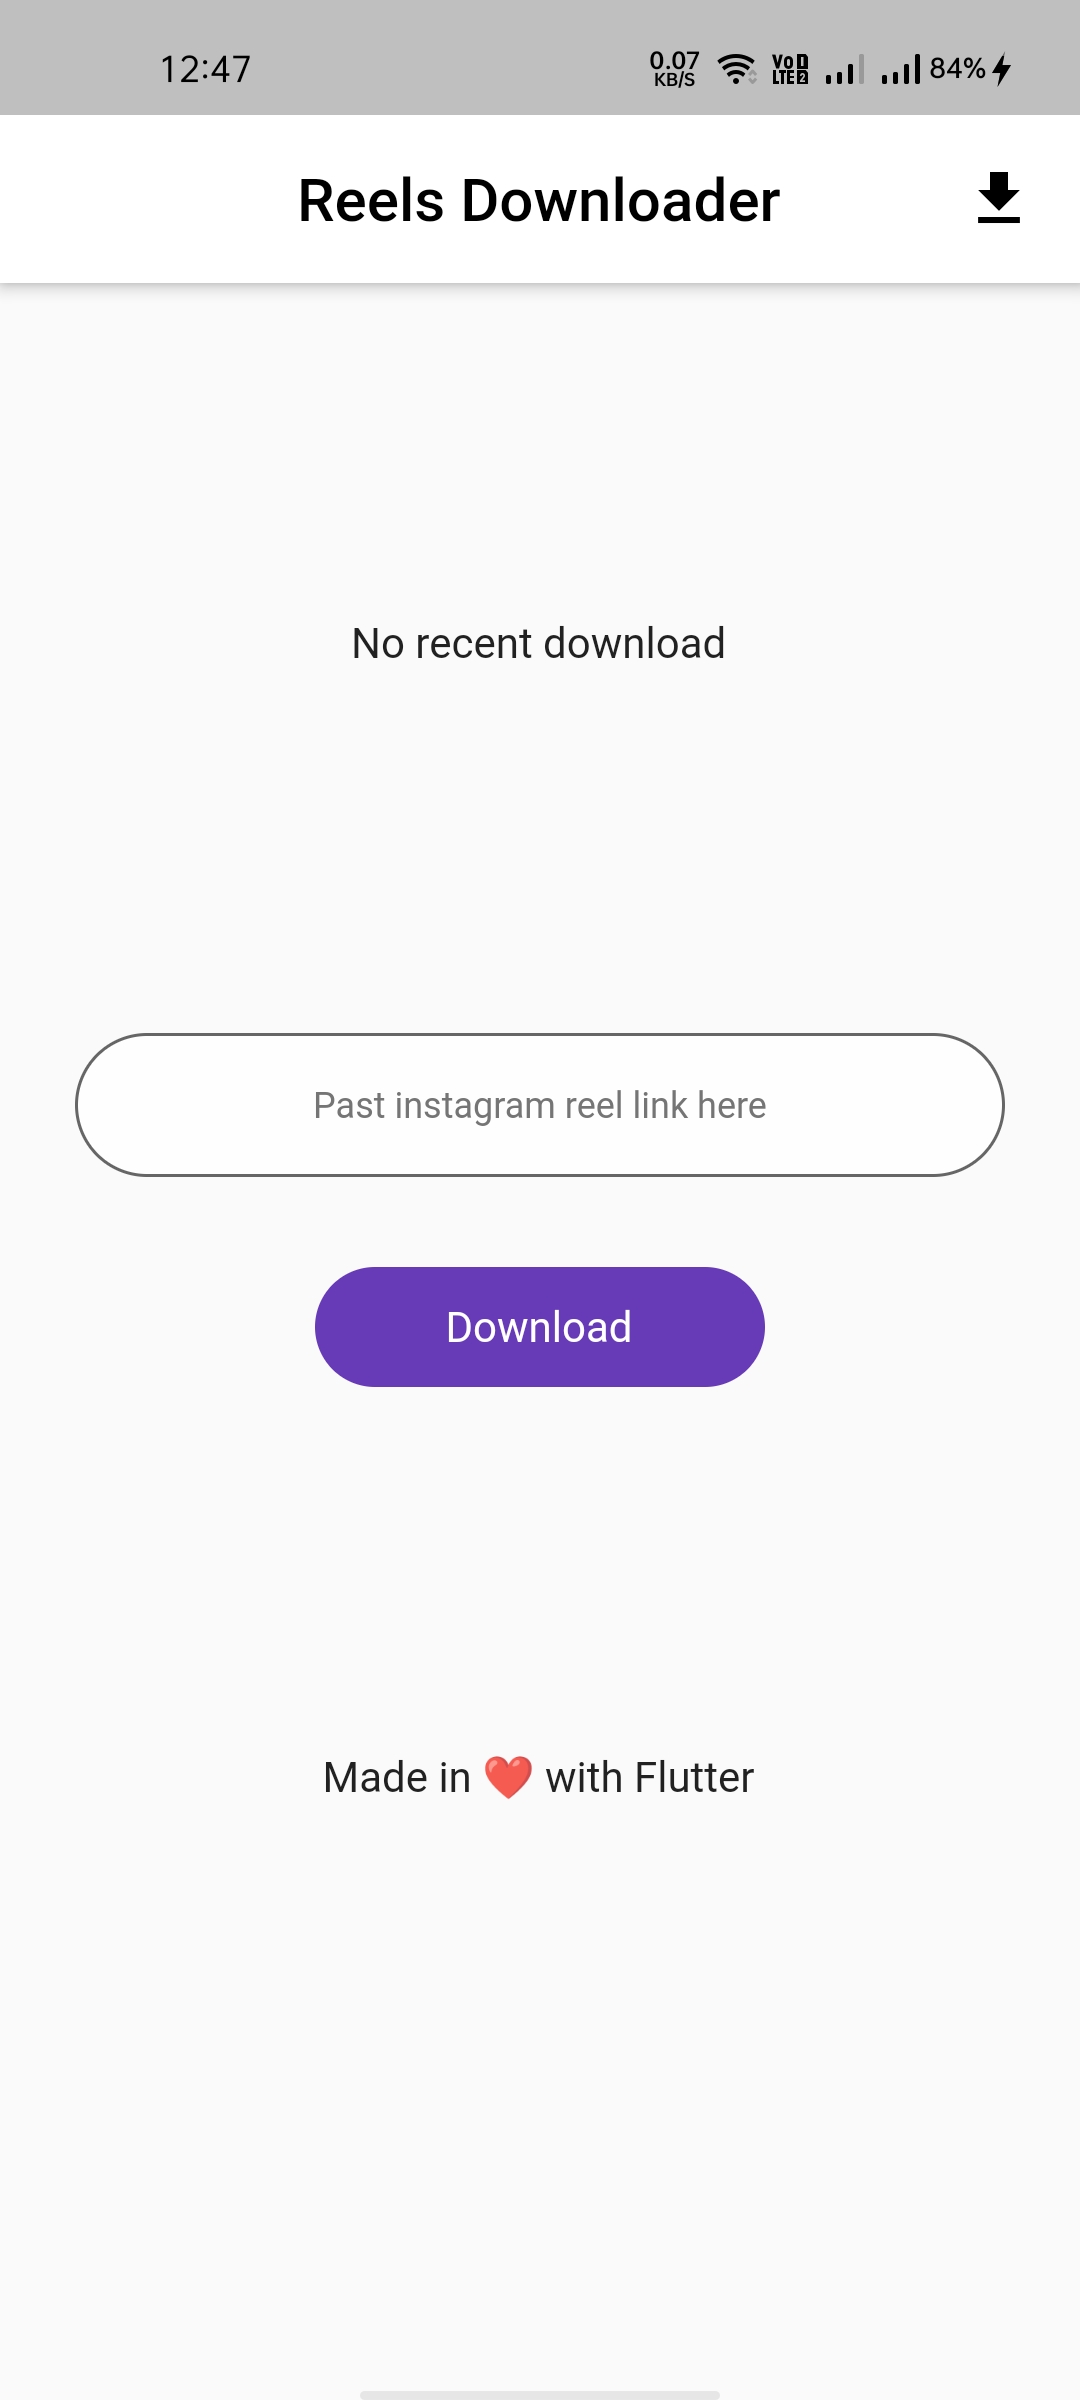 12:47
0.07
KB/S
Vo 1
LTE 2
84%
Reels Downloader
No recent download
Past instagram reel link here
Download
Made in ❤️ with Flutter